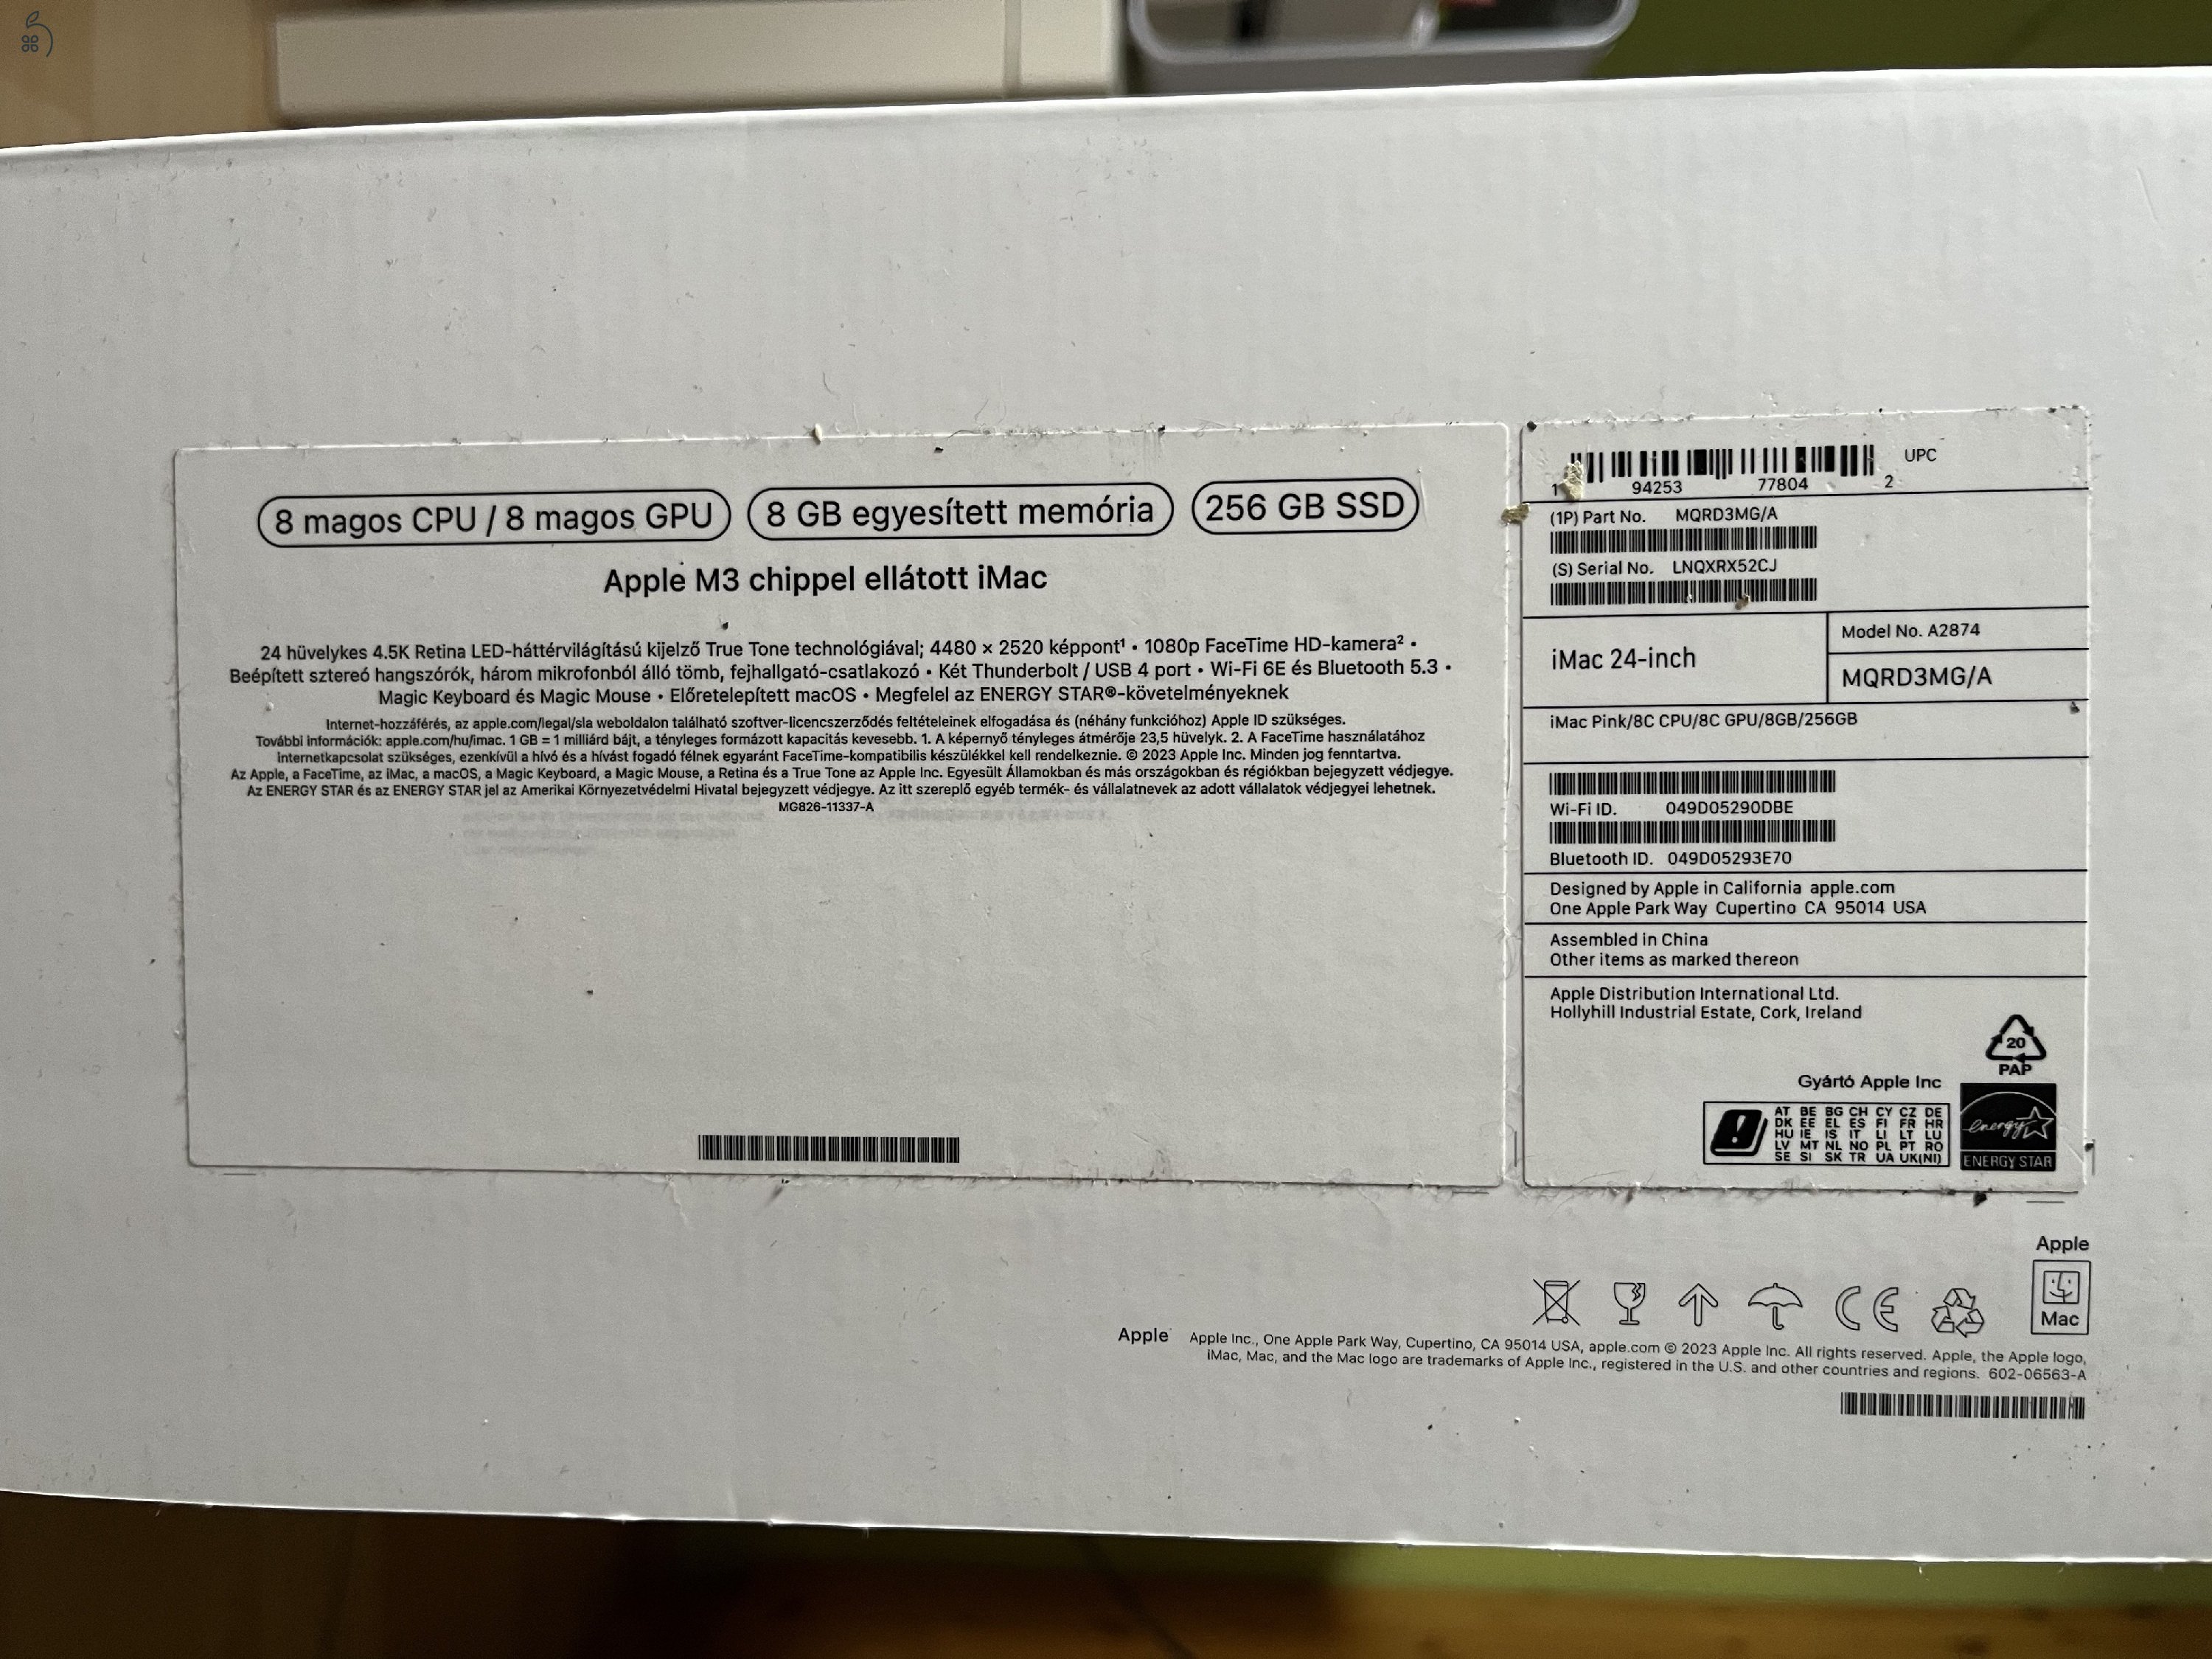 8 magos CPU / 8 magos GPU
8 GB egyesített memória
256 GB SSD
Apple M3 chippel ellátott iMac
24 hüvelykes 4.5K Retina LED-háttérvilágítású kijelző True Tone technológiával; 4480 × 2520 képpont¹ • 1080p FaceTime HD-kamera² •
Beépített sztereó hangszórók, három mikrofonból álló tömb, fejhallgató-csatlakozó • Két Thunderbolt / USB 4 port • Wi-Fi 6E és Bluetooth 5.3 •
Magic Keyboard és Magic Mouse • Előretelepített macOS • Megfelel az ENERGY STAR®-követelményeknek
Internet-hozzáférés, az apple.com/legal/sla weboldalon található szoftver-licencszerződés feltételeinek elfogadása és (néhány funkcióhoz) Apple ID szükséges.
További információk: apple.com/hu/imac. 1 GB = 1 milliárd bájt, a tényleges formázott kapacitás kevesebb. 1. A képernyő tényleges átmérője 23,5 hüvelyk. 2. A FaceTime használatához
internetkapcsolat szükséges, ezenkívül a hívó és a hívást fogadó félnek egyaránt FaceTime-kompatibilis készülékkel kell rendelkeznie. © 2023 Apple Inc. Minden jog fenntartva.
Az Apple, a FaceTime, az iMac, a macOS, a Magic Keyboard, a Magic Mouse, a Retina és a True Tone az Apple Inc. Egyesült Államokban és más országokban és régiókban bejegyzett védjegye.
Az ENERGY STAR és az ENERGY STAR jel az Amerikai Környezetvédelmi Hivatal bejegyzett védjegye. Az itt szereplő egyéb termék- és vállalatnevek az adott vállalatok védjegyei lehetnek.
MG826-11337-A
UPC
1 94253 77804 2
(1P) Part No. MQRD3MG/A
(S) Serial No. LNQXRX52CJ
iMac 24-inch
Model No. A2874
MQRD3MG/A
iMac Pink/8C CPU/8C GPU/8GB/256GB
Wi-Fi ID. 049D05290DBE
Bluetooth ID. 049D05293E70
Designed by Apple in California apple.com
One Apple Park Way Cupertino CA 95014 USA
Assembled in China
Other items as marked thereon
Apple Distribution International Ltd.
Hollyhill Industrial Estate, Cork, Ireland
20
PAP
Gyártó Apple Inc
AT BE BG CH CY CZ DE
DK EE EL ES FI FR HR
HU IE IS IT LI LT LU
LV MT NL NO PL PT RO
SE SI SK TR UA UK(NI)
energy
ENERGY STAR
Apple
Mac
CE
Apple
Apple Inc., One Apple Park Way, Cupertino, CA 95014 USA, apple.com © 2023 Apple Inc. All rights reserved. Apple, the Apple logo,
iMac, Mac, and the Mac logo are trademarks of Apple Inc., registered in the U.S. and other countries and regions. 602-06563-A